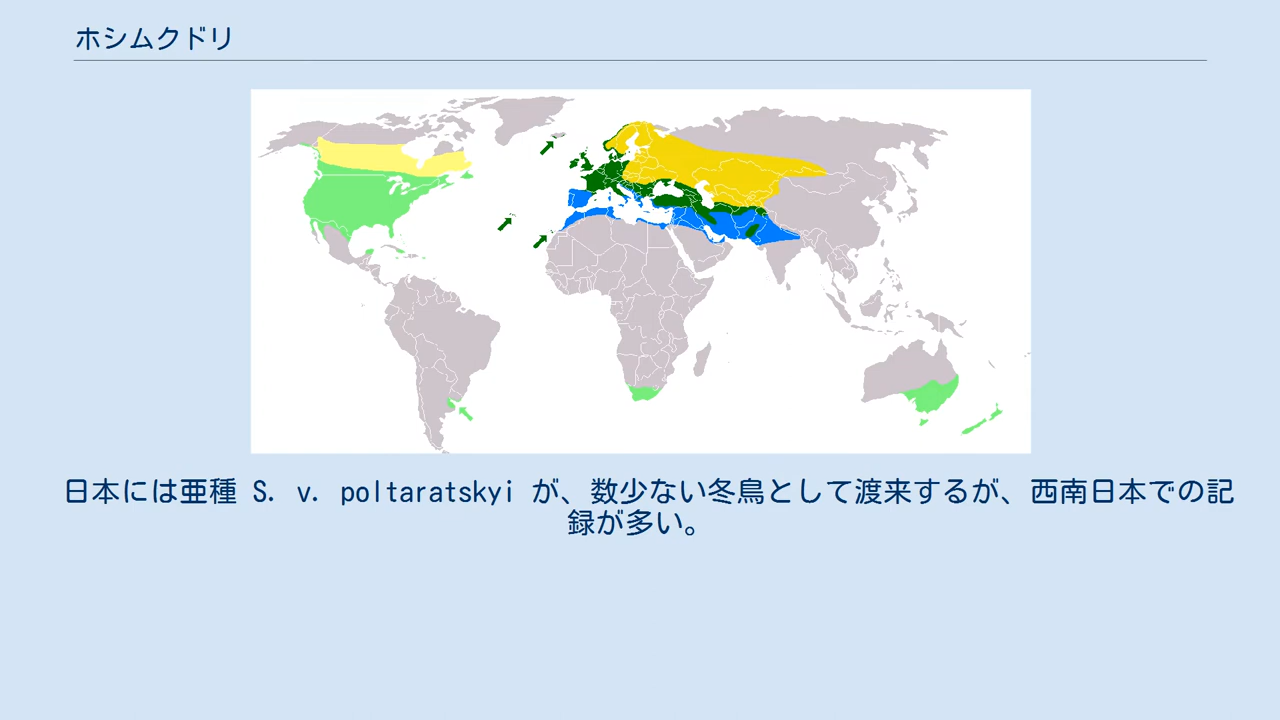 ホシムクドリ
日本には亜種 S. v. poltaratskyi が、数少ない冬鳥として渡来するが、西南日本での記
録が多い。